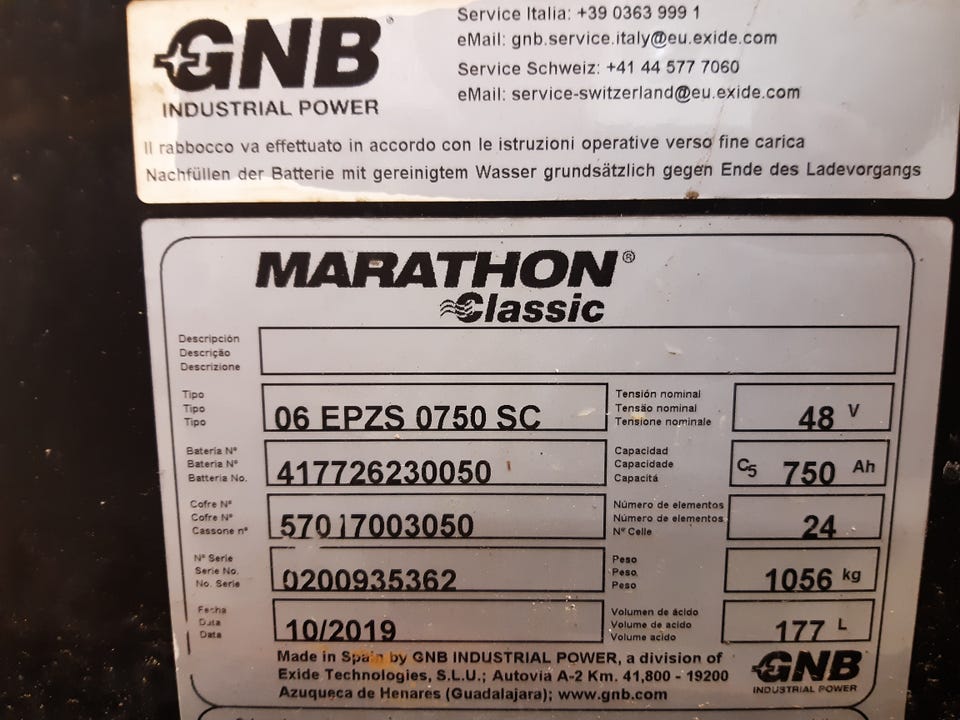 GNB®
INDUSTRIAL POWER
Service Italia: +39 0363 999 1
eMail: gnb.service.italy@eu.exide.com
Service Schweiz: +41 44 577 7060
eMail: service-switzerland@eu.exide.com
Il rabbocco va effettuato in accordo con le istruzioni operative verso fine carica
Nachfüllen der Batterie mit gereinigtem Wasser grundsätzlich gegen Ende des Ladevorgangs
MARATHON®
Classic
Descripción
Descrição
Descrizione
Tipo
Tipo
Tipo
06 EPZS 0750 SC
Tensión nominal
Tensão nominal
Tensione nominale
48 V
Batería Nº
Bateria Nº
Batteria No.
417726230050
Capacidad
Capacidade
Capacitá
C5 750 Ah
Cofre Nº
Cofre Nº
Cassone nº
57017003050
Número de elementos
Número de elementos
Nº Celle
24
Nº Serie
Serie No.
No. Serie
0200935362
Peso
Peso
Peso
1056 kg
Fecha
Data
Data
10/2019
Volumen de ácido
Volume de acido
Volume acido
177 L
Made in Spain by GNB INDUSTRIAL POWER, a division of
Exide Technologies, S.L.U.; Autovia A-2 Km. 41,800 - 19200
Azuqueca de Henares (Guadalajara); www.gnb.com
GNB
INDUSTRIAL POWER